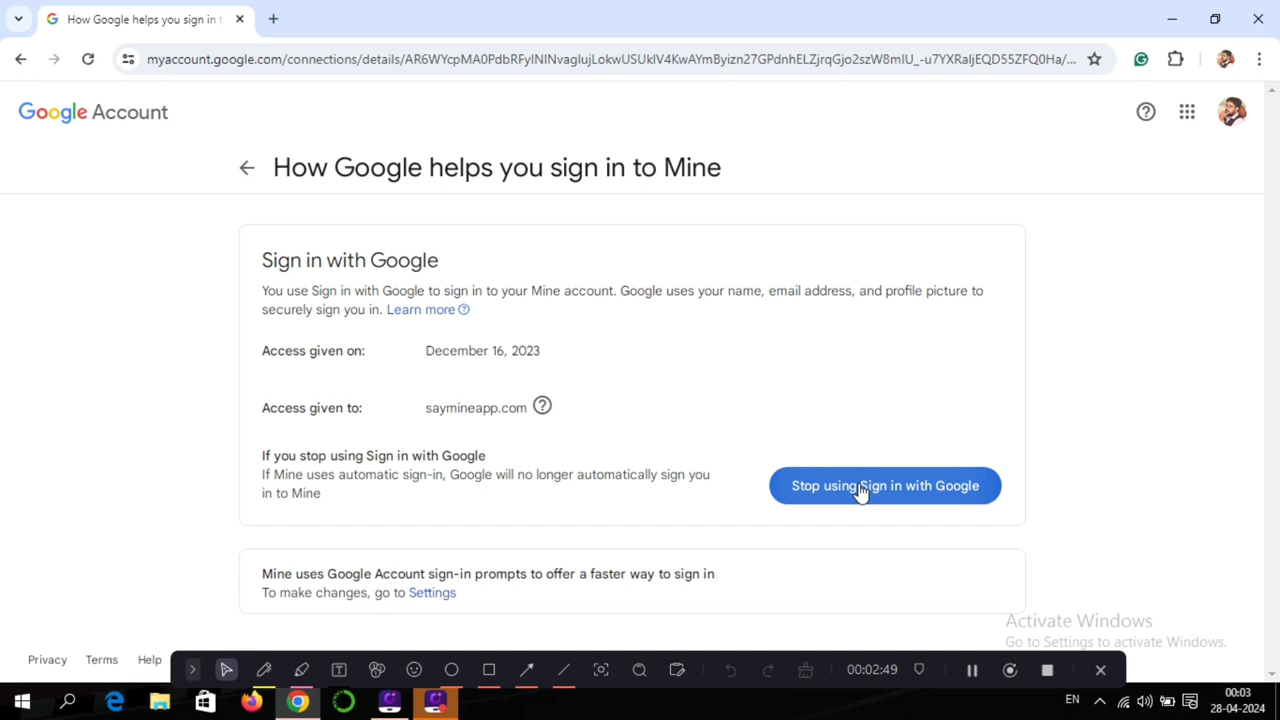 How Google helps you sign in t
myaccount.google.com/connections/details/AR6WYcpMA0PdbRFyINlNvaglujLokwUSUklV4KwAYmByizn27GPdnhELZJrqGjo2szW8mIU_-u7YXRaIjEQD55ZFQ0Ha/...
Google Account
How Google helps you sign in to Mine
Sign in with Google
You use Sign in with Google to sign in to your Mine account. Google uses your name, email address, and profile picture to
securely sign you in. Learn more
Access given on: December 16, 2023
Access given to: saymineapp.com
If you stop using Sign in with Google
If Mine uses automatic sign-in, Google will no longer automatically sign you
in to Mine
Stop using Sign in with Google
Mine uses Google Account sign-in prompts to offer a faster way to sign in
To make changes, go to Settings
Activate Windows
Go to Settings to activate Windows.
Privacy Terms Help
00:02:49
EN
00:03
28-04-2024